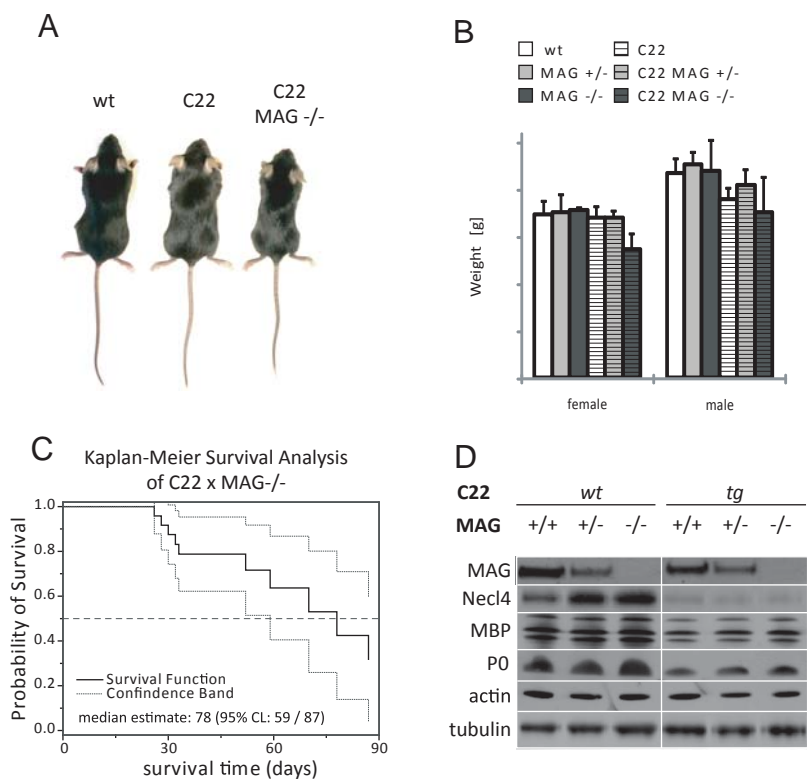 A
wt
C22
C22
MAG -/-
B
wt
C22
MAG +/-
C22 MAG +/-
MAG -/-
C22 MAG -/-
Weight [g]
female
male
C
Kaplan-Meier Survival Analysis
of C22 x MAG-/-
Probability of Survival
1.0
0.8
0.6
0.4
0.2
0.0
Survival Function
Confindence Band
median estimate: 78 (95% CL: 59 / 87)
0
30
60
90
survival time (days)
D
C22 wt tg
MAG +/+ +/- -/- +/+ +/- -/-
MAG
Necl4
MBP
P0
actin
tubulin